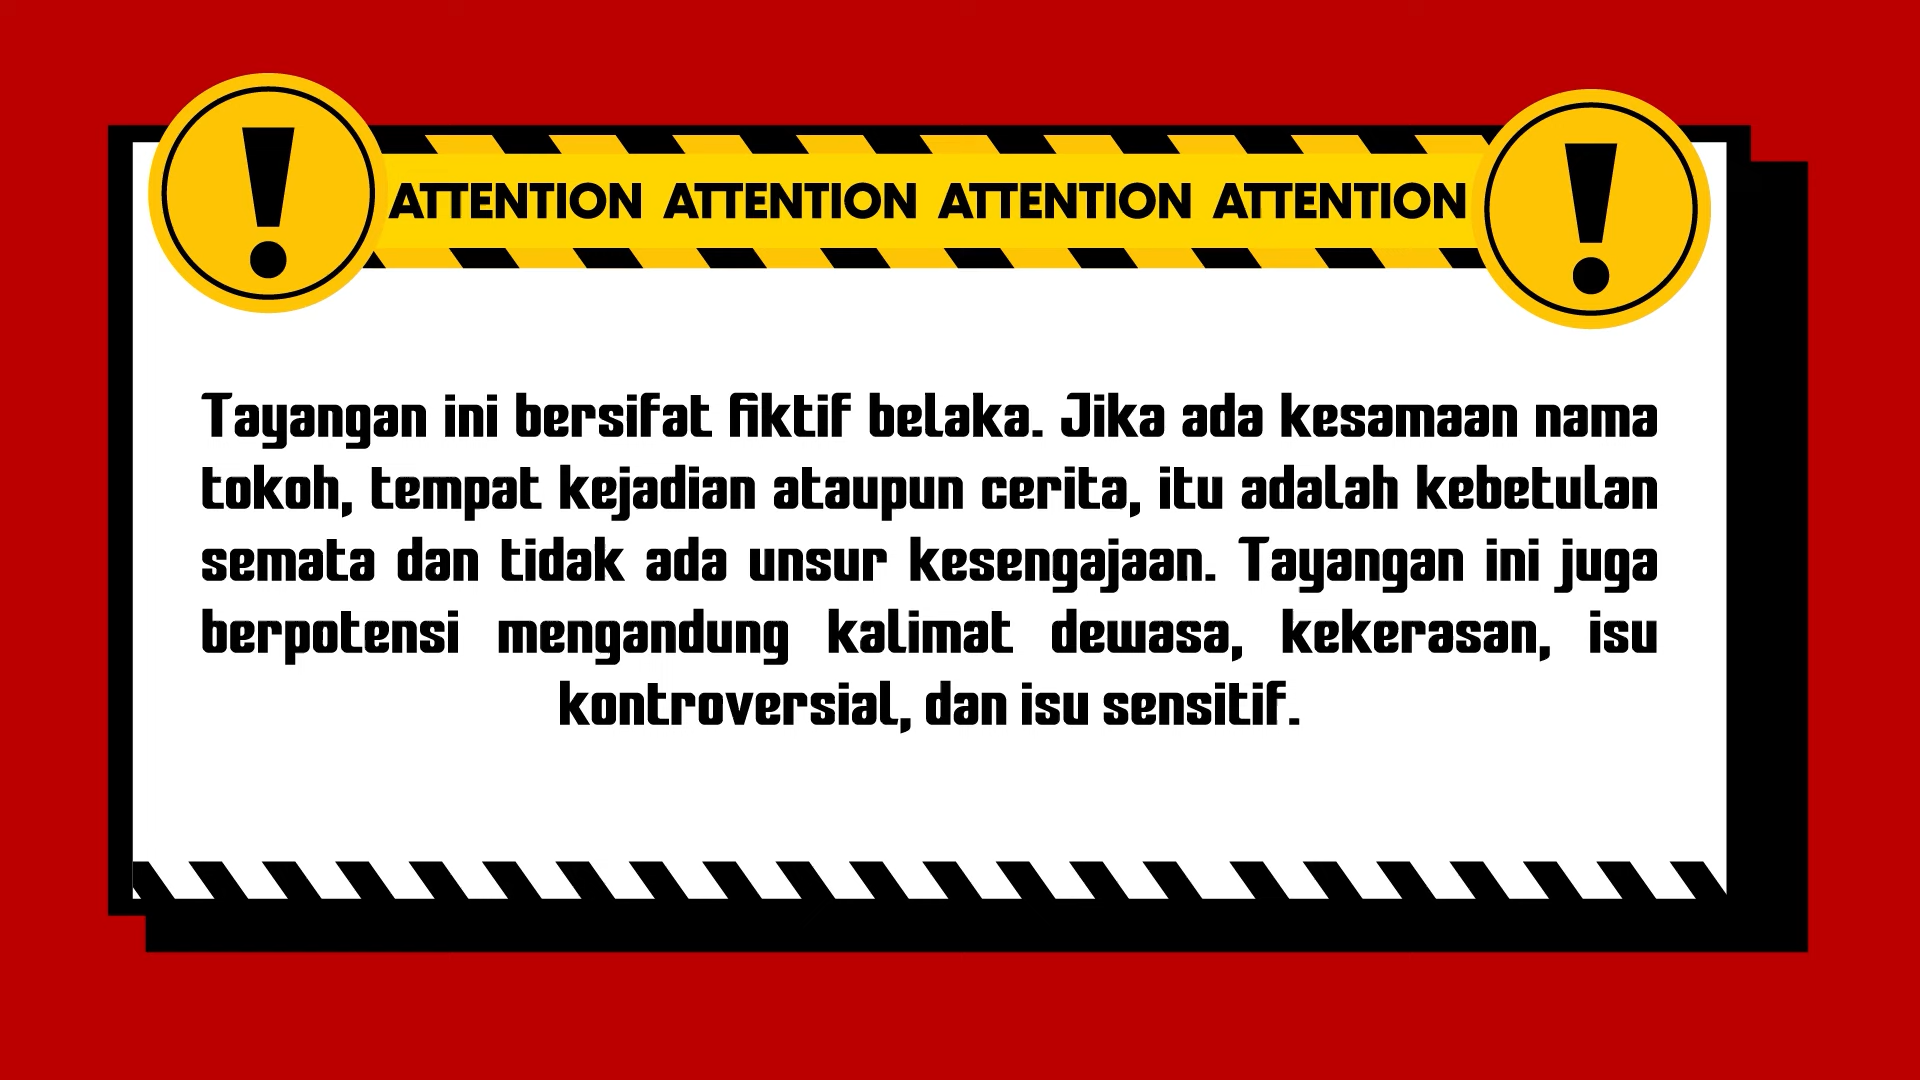 ATTENTION ATTENTION ATTENTION ATTENTION
Tayangan ini bersifat fiktif belaka. Jika ada kesamaan nama
tokoh, tempat kejadian ataupun cerita, itu adalah kebetulan
semata dan tidak ada unsur kesengajaan. Tayangan ini juga
berpotensi mengandung kalimat dewasa, kekerasan, isu
kontroversial, dan isu sensitif.